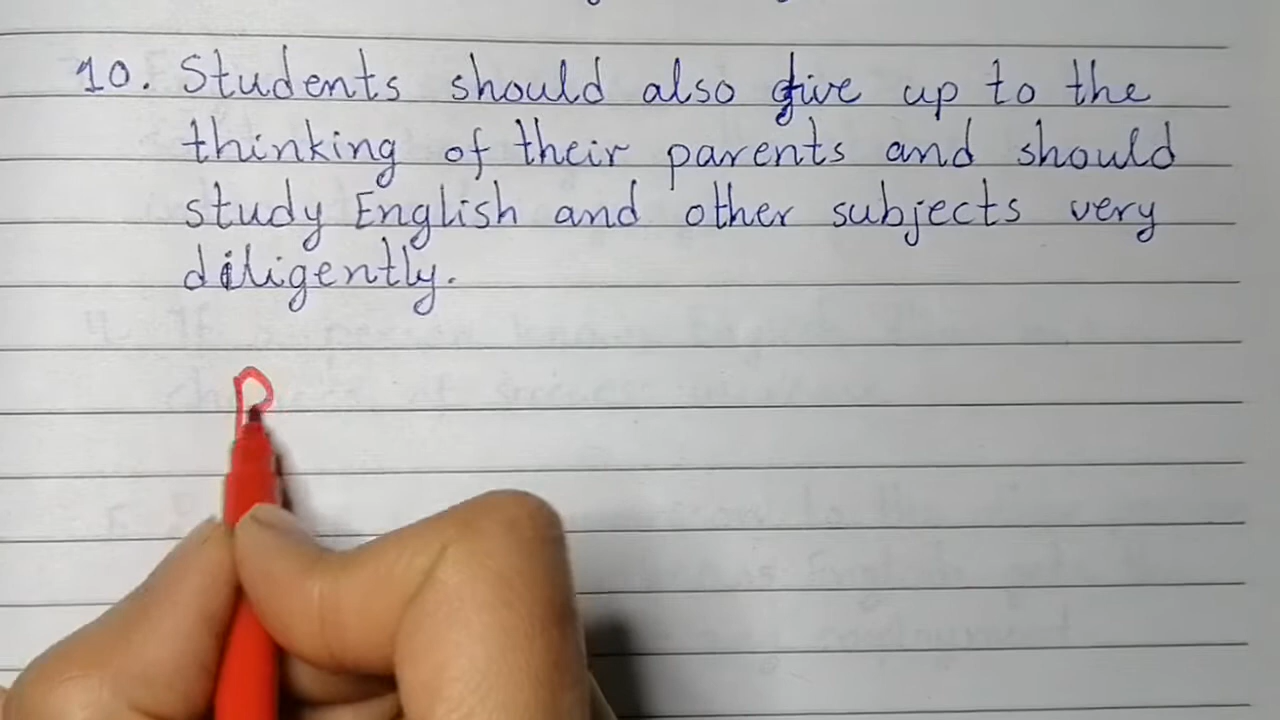 10. Students should also give up to the
thinking of their parents and should
study English and other subjects very
diligently.